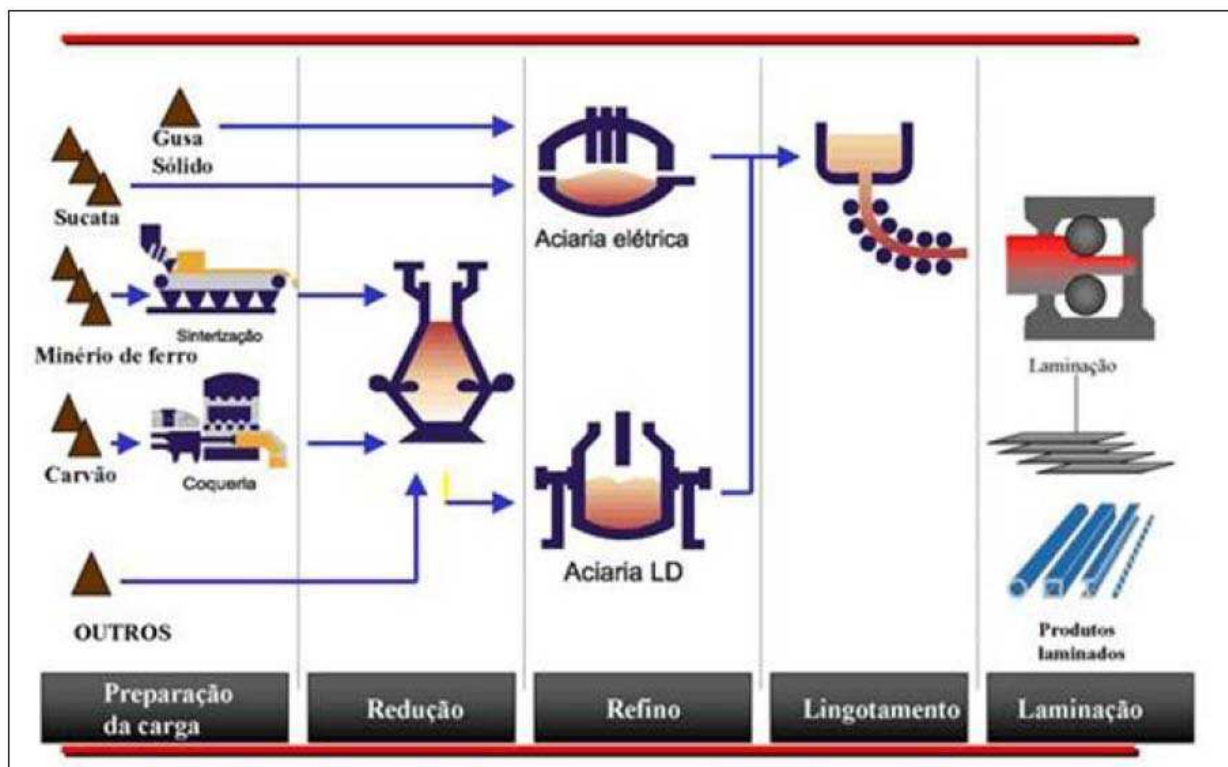 Gusa
Sólido
Sucata
Aciaria elétrica
Sinterização
Minério de ferro
Laminação
Carvão
Coqueria
Aciaria LD
OUTROS
Produtos
laminados
Preparação
da carga
Redução
Refino
Lingotamento
Laminação